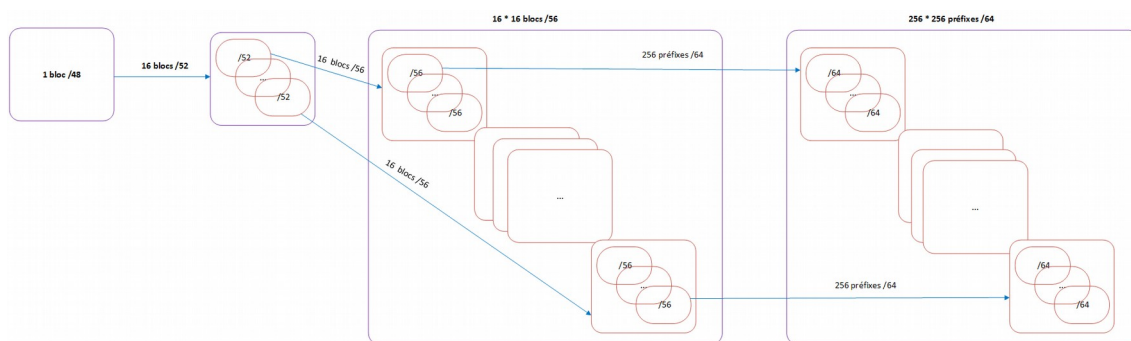 16 * 16 blocs /56
256 * 256 préfixes /64
1 bloc /48
16 blocs /52
/52
...
/52
16 blocs /56
16 blocs /56
/56
...
/56
...
/56
...
/56
256 préfixes /64
256 préfixes /64
/64
...
/64
...
/64
...
/64